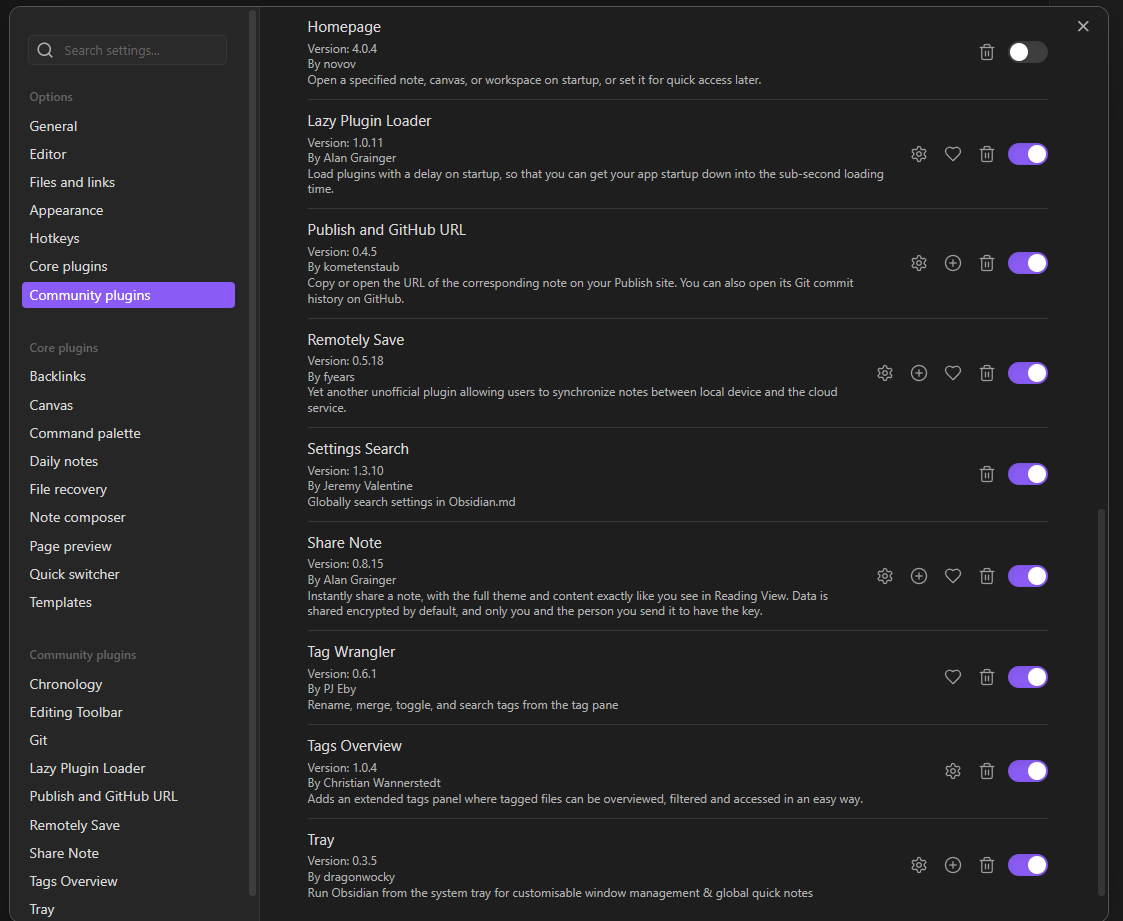 Search settings...
Options
General
Editor
Files and links
Appearance
Hotkeys
Core plugins
Community plugins
Core plugins
Backlinks
Canvas
Command palette
Daily notes
File recovery
Note composer
Page preview
Quick switcher
Templates
Community plugins
Chronology
Editing Toolbar
Git
Lazy Plugin Loader
Publish and GitHub URL
Remotely Save
Share Note
Tags Overview
Tray
Homepage
Version: 4.0.4
By novov
Open a specified note, canvas, or workspace on startup, or set it for quick access later.
Lazy Plugin Loader
Version: 1.0.11
By Alan Grainger
Load plugins with a delay on startup, so that you can get your app startup down into the sub-second loading
time.
Publish and GitHub URL
Version: 0.4.5
By kometenstaub
Copy or open the URL of the corresponding note on your Publish site. You can also open its Git commit
history on GitHub.
Remotely Save
Version: 0.5.18
By fyears
Yet another unofficial plugin allowing users to synchronize notes between local device and the cloud
service.
Settings Search
Version: 1.3.10
By Jeremy Valentine
Globally search settings in Obsidian.md
Share Note
Version: 0.8.15
By Alan Grainger
Instantly share a note, with the full theme and content exactly like you see in Reading View. Data is
shared encrypted by default, and only you and the person you send it to have the key.
Tag Wrangler
Version: 0.6.1
By PJ Eby
Rename, merge, toggle, and search tags from the tag pane
Tags Overview
Version: 1.0.4
By Christian Wannerstedt
Adds an extended tags panel where tagged files can be overviewed, filtered and accessed in an easy way.
Tray
Version: 0.3.5
By dragonwocky
Run Obsidian from the system tray for customisable window management & global quick notes